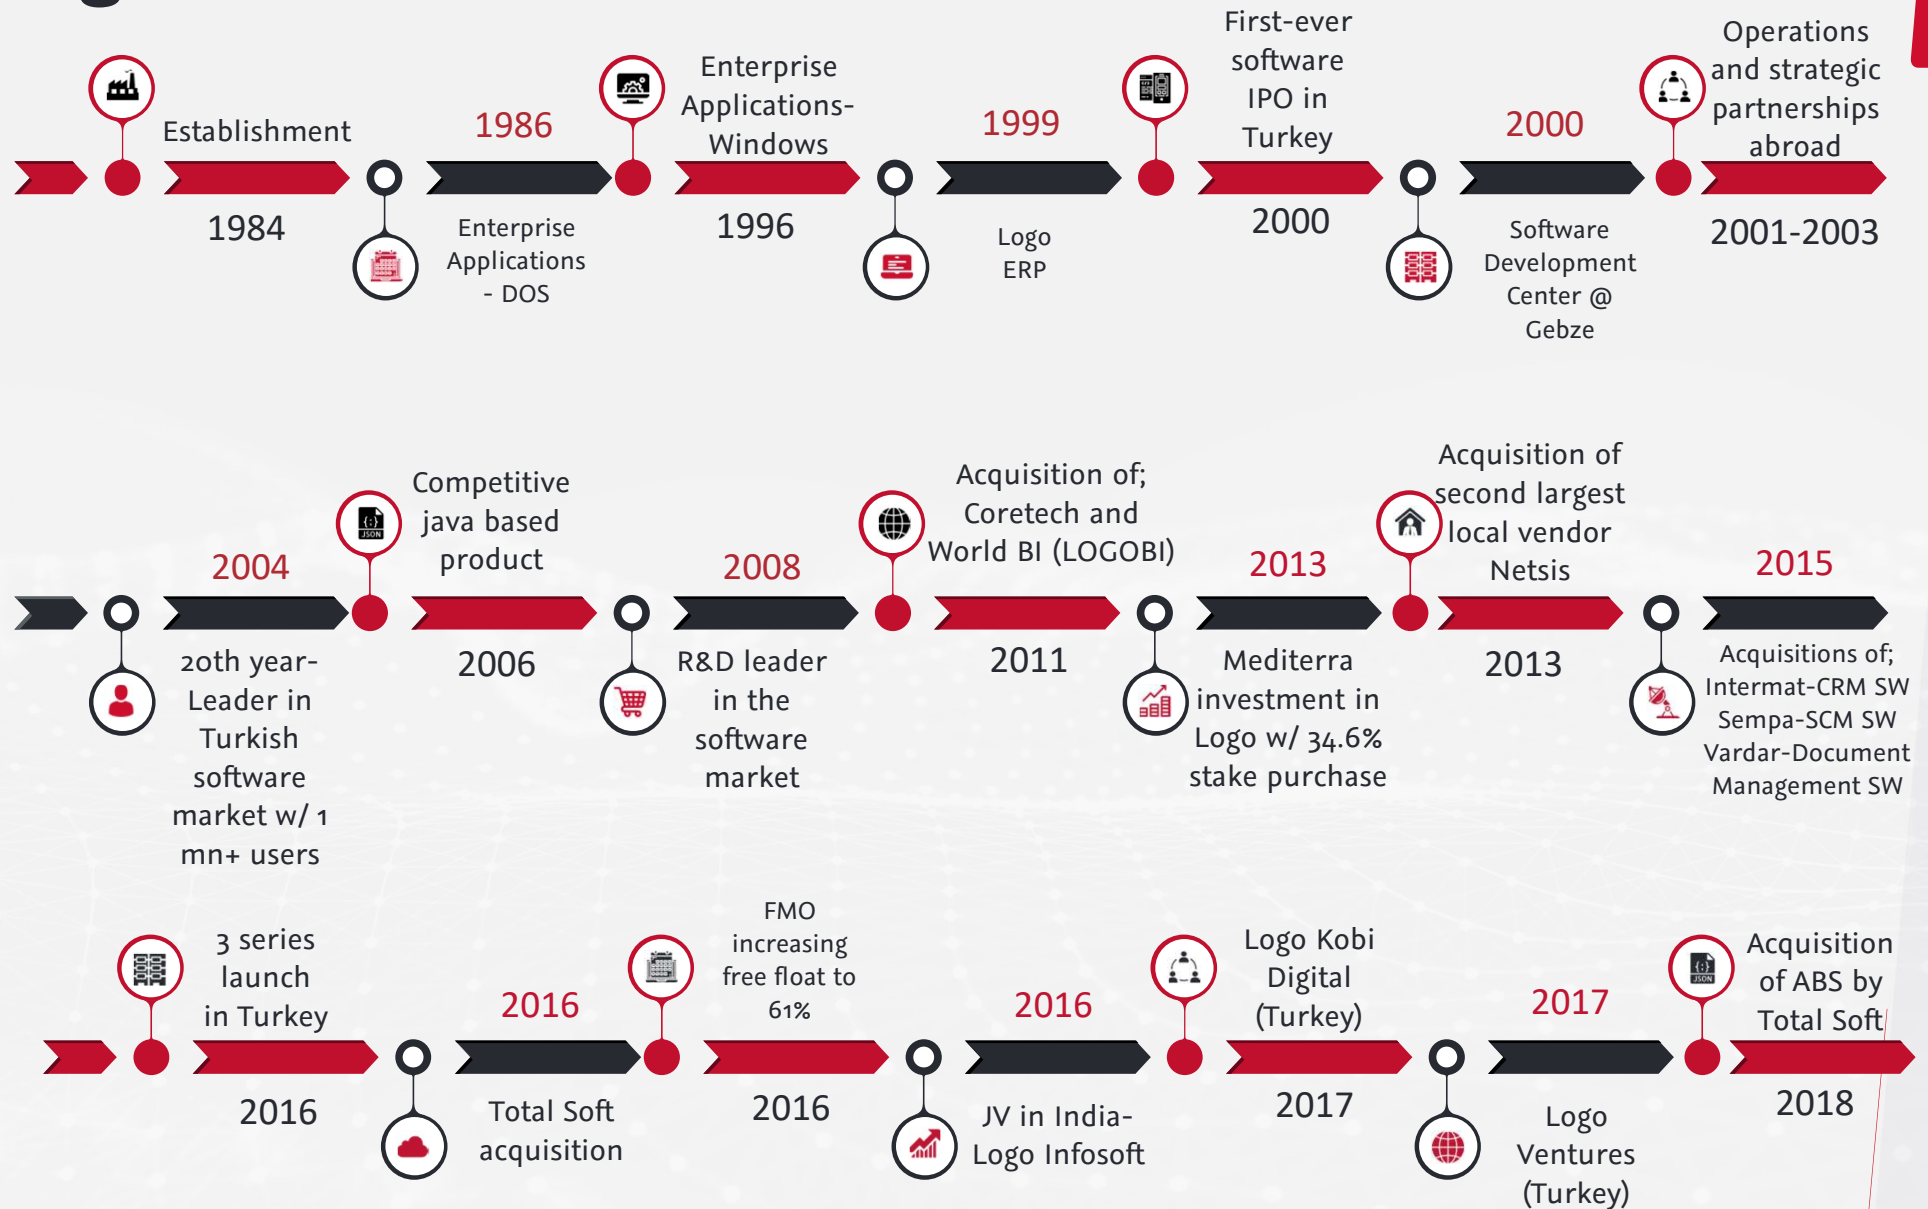 Establishment
1984
1986
Enterprise
Applications
- DOS
Enterprise
Applications-
Windows
1996
1999
Logo
ERP
First-ever
software
IPO in
Turkey
2000
2000
Software
Development
Center @
Gebze
Operations
and strategic
partnerships
abroad
2001-2003
2004
20th year-
Leader in
Turkish
software
market w/ 1
mn+ users
JSON
Competitive
java based
product
2006
2008
R&D leader
in the
software
market
Acquisition of;
Coretech and
World BI (LOGOBI)
2011
2013
Mediterra
investment in
Logo w/ 34.6%
stake purchase
Acquisition of
second largest
local vendor
Netsis
2013
2015
Acquisitions of;
Intermat-CRM SW
Sempa-SCM SW
Vardar-Document
Management SW
3 series
launch
in Turkey
2016
2016
Total Soft
acquisition
FMO
increasing
free float to
61%
2016
2016
JV in India-
Logo Infosoft
Logo Kobi
Digital
(Turkey)
2017
2017
Logo
Ventures
(Turkey)
JSON
Acquisition
of ABS by
Total Soft
2018